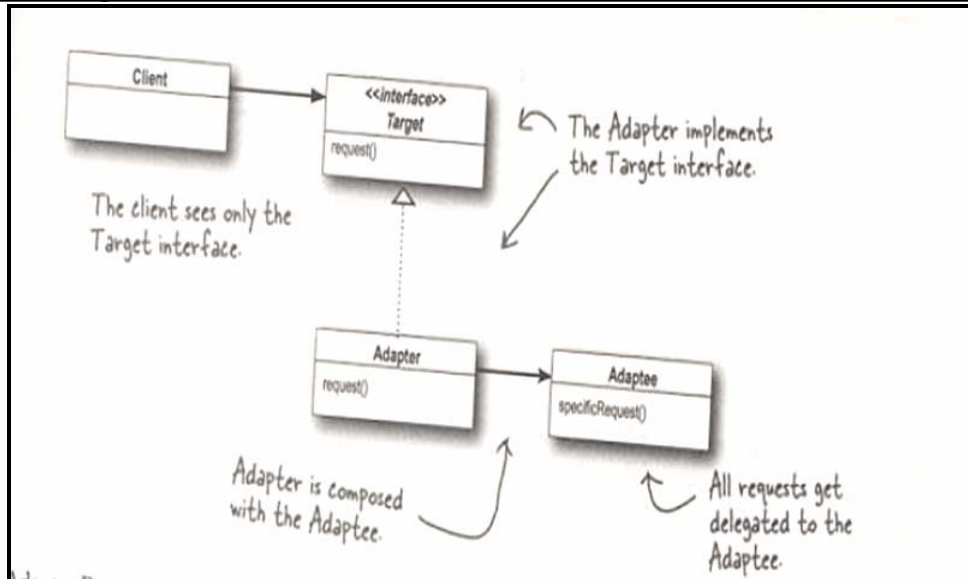 Client
<<interface>>
Target
request()
The Adapter implements
the Target interface.
The client sees only the
Target interface.
Adapter
request()
Adaptee
specificRequest()
Adapter is composed
with the Adaptee.
All requests get
delegated to the
Adaptee.